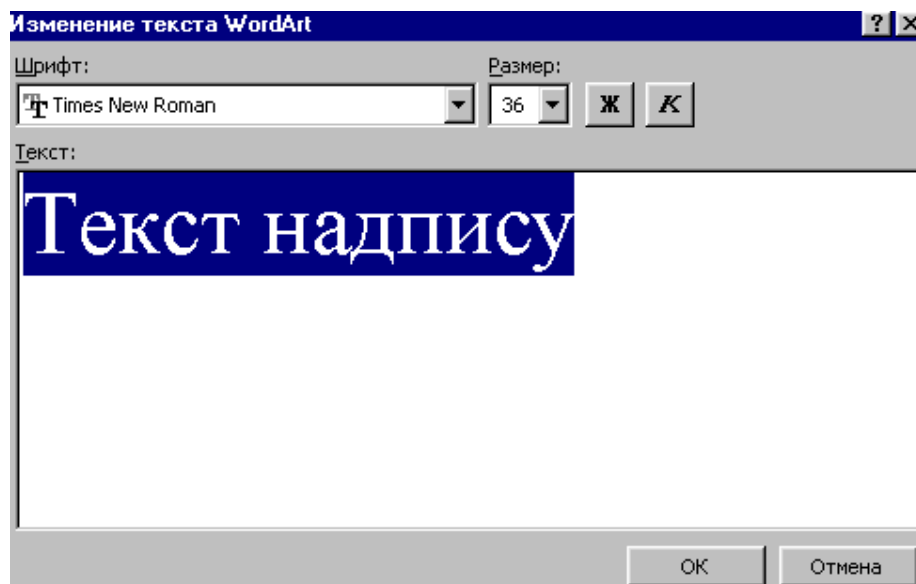 Изменение текста WordArt
Шрифт: Размер:
Times New Roman 36 Ж К
Текст:
Текст надпису
ОК Отмена